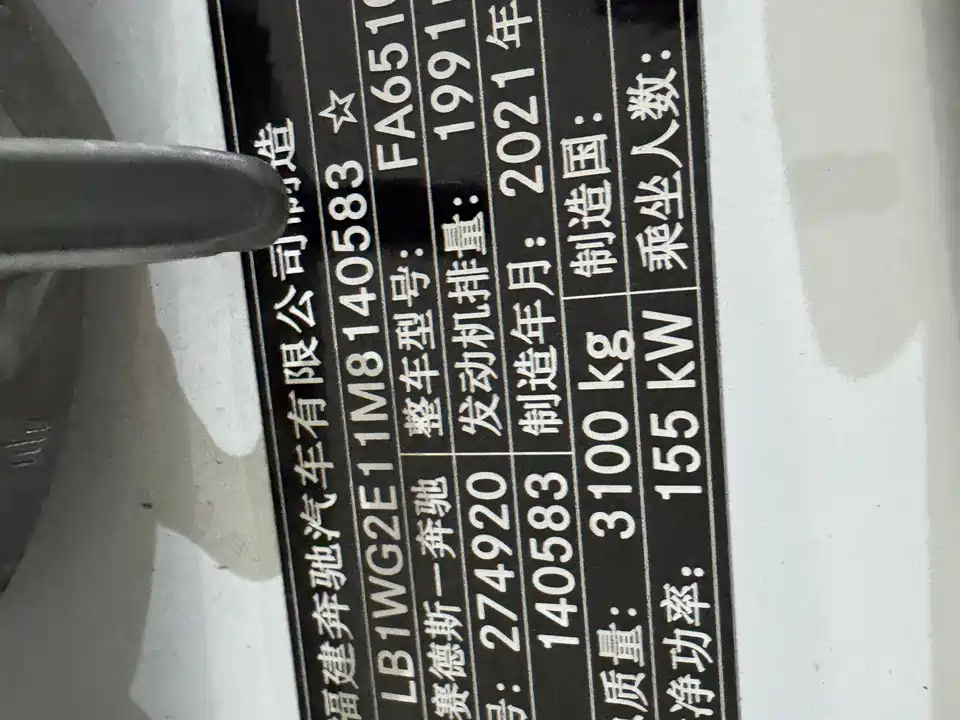 福建奔驰汽车有限公司制造
LB1WG2E11M8140583 ☆
赛德斯-奔驰 整车型号: FA651
号: 274920 发动机排量: 1991
140583 制造年月: 2021年
质量: 3100 kg 制造国:
净功率: 155 kW 乘坐人数: